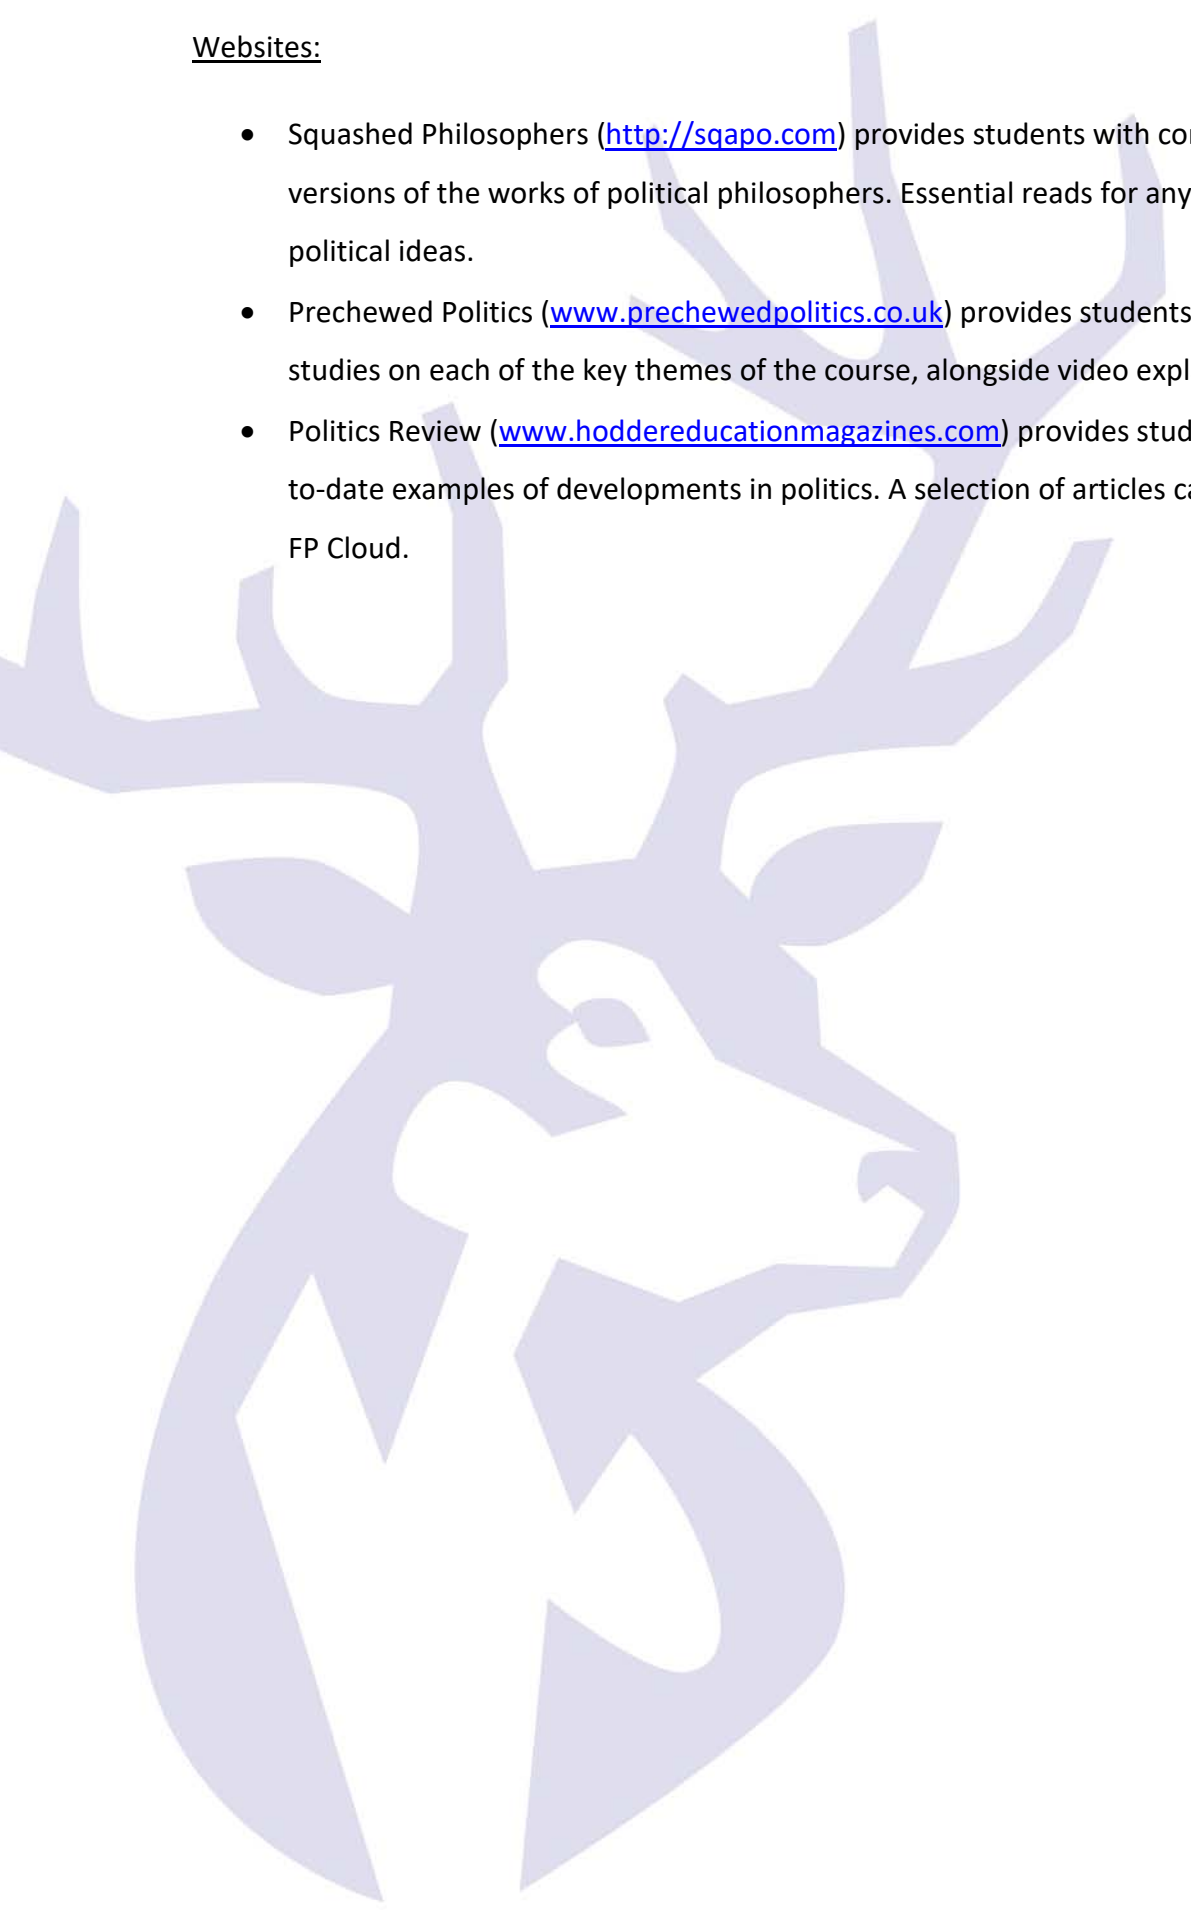 Websites:
• Squashed Philosophers (http://sqapo.com) provides students with
versions of the works of political philosophers. Essential reads for any
political ideas.
• Prechewed Politics (www.prechewedpolitics.co.uk) provides students
studies on each of the key themes of the course, alongside video
• Politics Review (www.hoddereducationmagazines.com) provides
to-date examples of developments in politics. A selection of articles
FP Cloud.